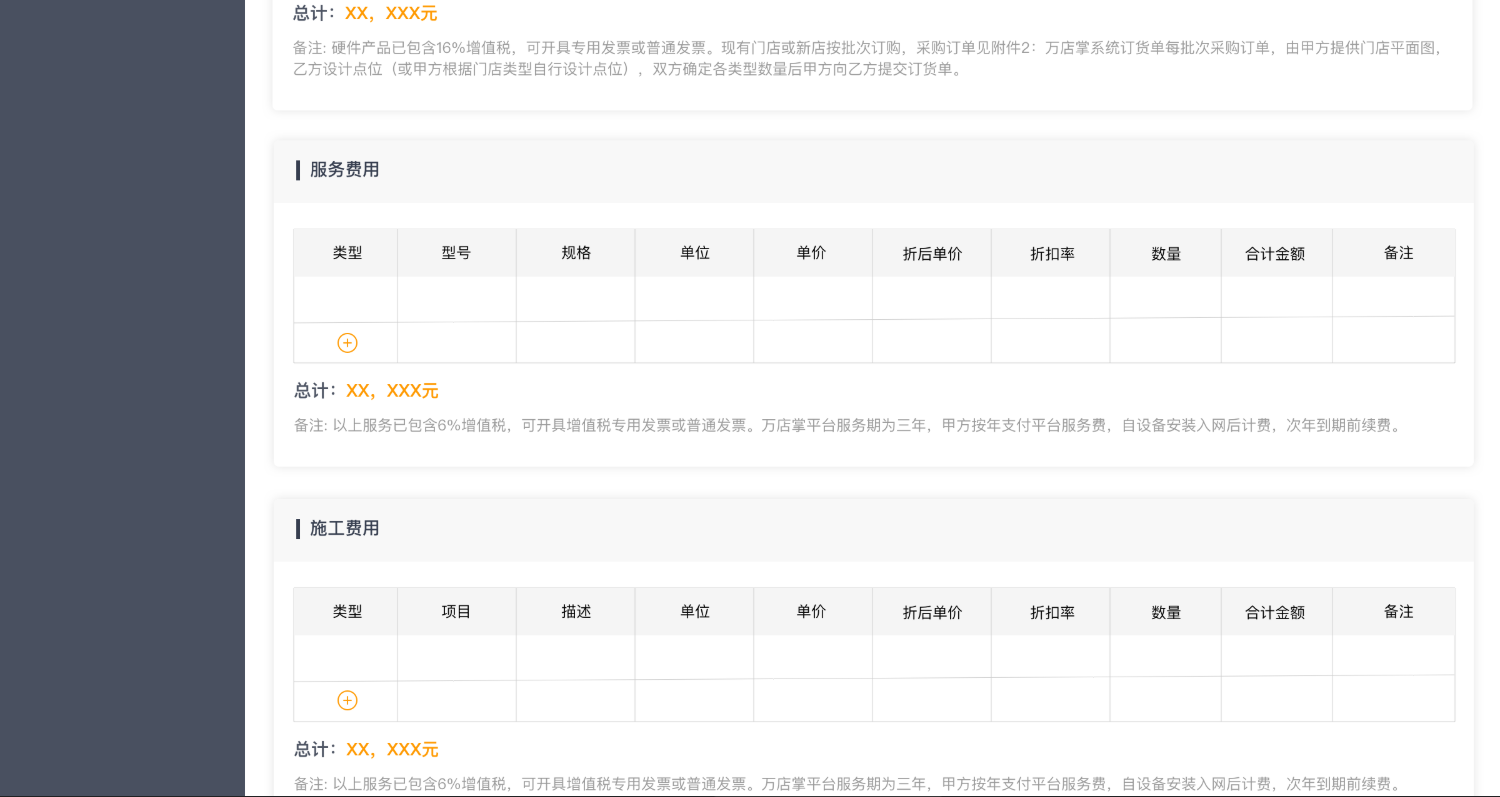 总计：XX，XXX元
备注: 硬件产品已包含16%增值税，可开具专用发票或普通发票。现有门店或新店按批次订购，采购订单见附件2：万店掌系统订货单每批次采购订单，由甲方提供门店平面图，
乙方设计点位（或甲方根据门店类型自行设计点位），双方确定各类型数量后甲方向乙方提交订货单。
服务费用
类型 型号 规格 单位 单价 折后单价 折扣率 数量 合计金额 备注
总计：XX，XXX元
备注: 以上服务已包含6%增值税，可开具增值税专用发票或普通发票。万店掌平台服务期为三年，甲方按年支付平台服务费，自设备安装入网后计费，次年到期前续费。
施工费用
类型 项目 描述 单位 单价 折后单价 折扣率 数量 合计金额 备注
总计：XX，XXX元
备注: 以上服务已包含6%增值税，可开具增值税专用发票或普通发票。万店掌平台服务期为三年，甲方按年支付平台服务费，自设备安装入网后计费，次年到期前续费。